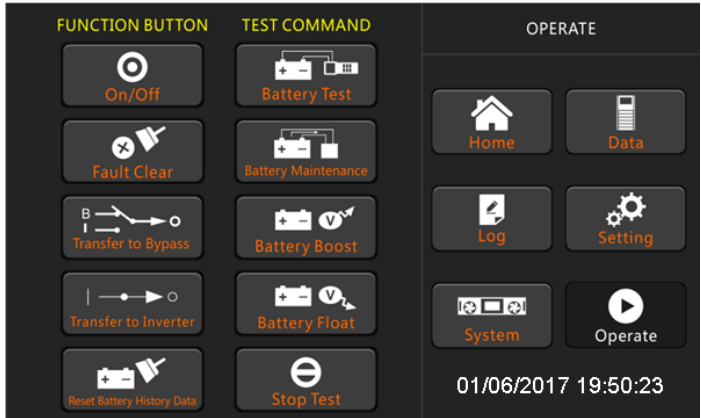 FUNCTION BUTTON
On/Off
Fault Clear
B
I
Transfer to Bypass
Transfer to Inverter
Reset Battery History Data
TEST COMMAND
Battery Test
Battery Maintenance
V
Battery Boost
V
Battery Float
Stop Test
OPERATE
Home
Data
Log
Setting
System
Operate
01/06/2017 19:50:23